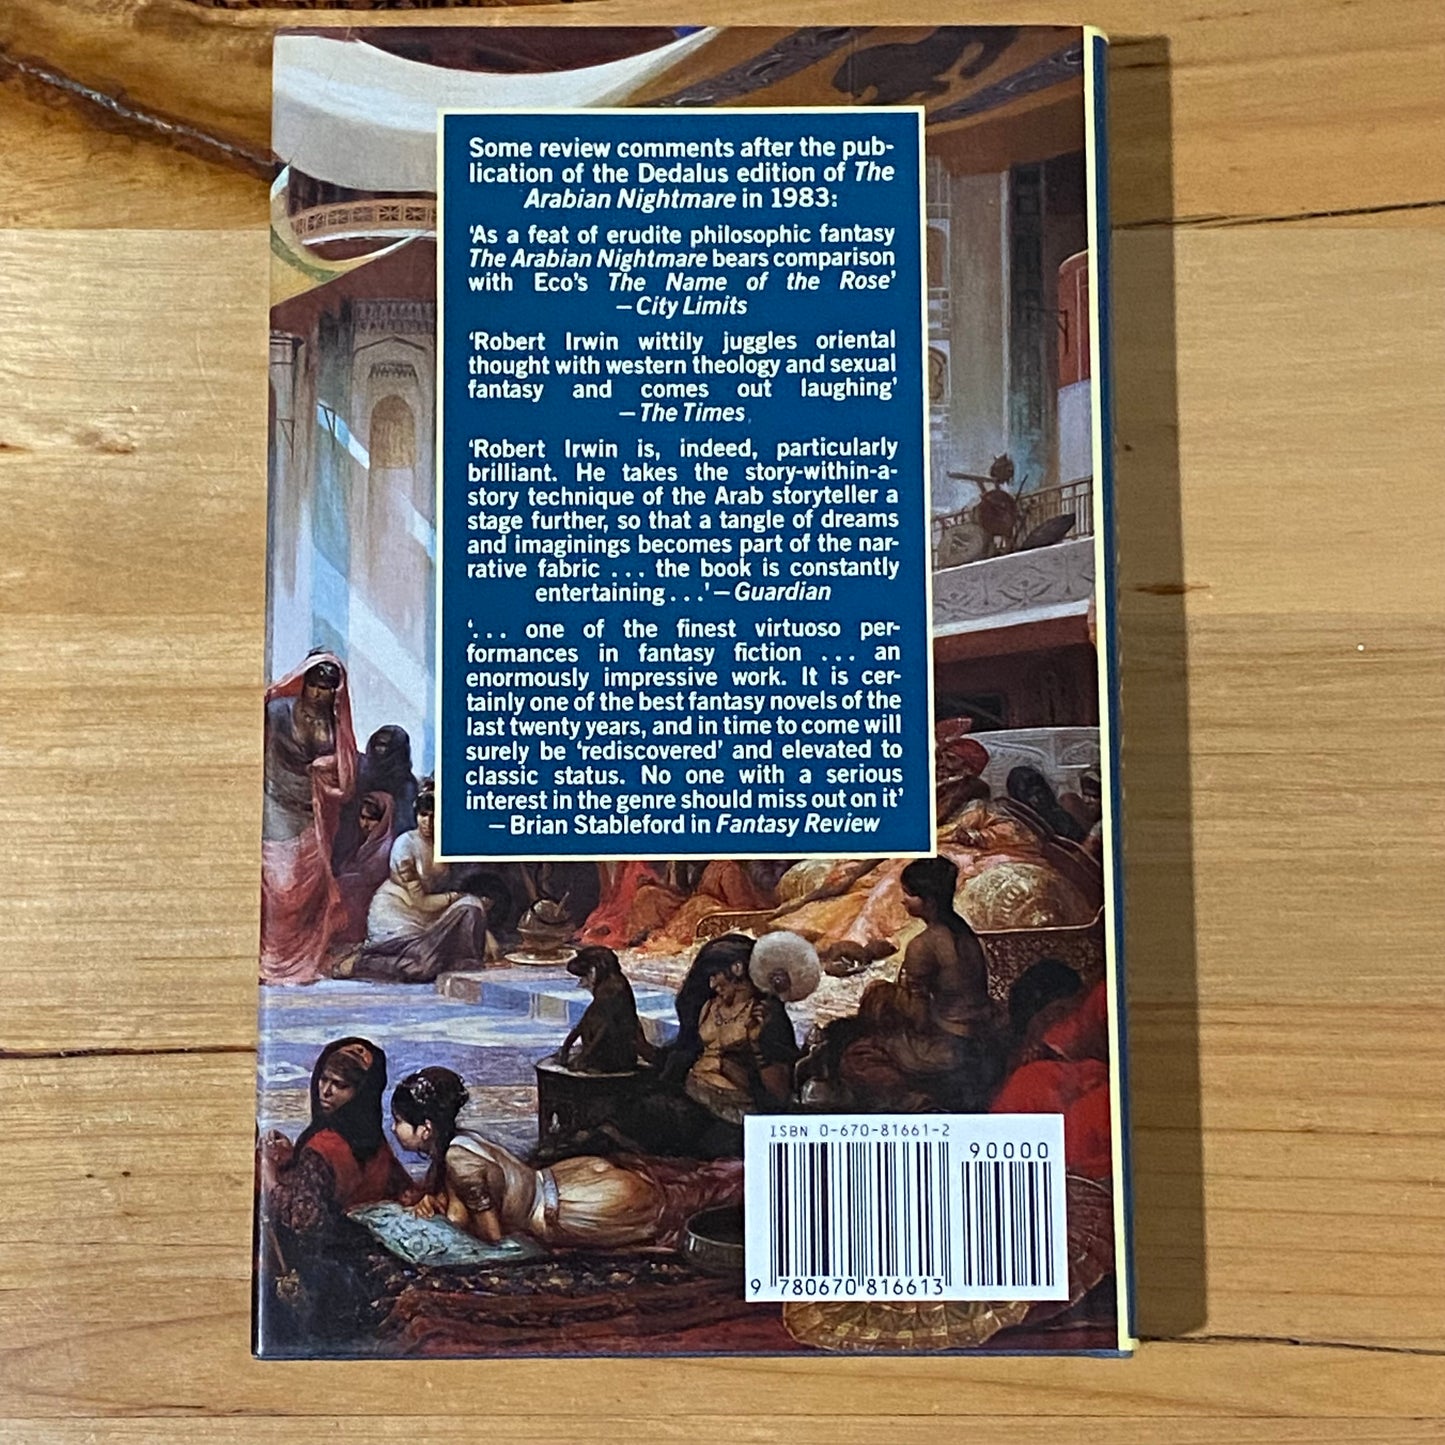 Some review comments after the pub-
lication of the Dedalus edition of The
Arabian Nightmare in 1983:
‘As a feat of erudite philosophic fantasy
The Arabian Nightmare bears comparison
with Eco’s The Name of the Rose’
– City Limits
‘Robert Irwin wittily juggles oriental
thought with western theology and sexual
fantasy and comes out laughing’
– The Times
‘Robert Irwin is, indeed, particularly
brilliant. He takes the story-within-a-
story technique of the Arab storyteller a
stage further, so that a tangle of dreams
and imaginings becomes part of the nar-
rative fabric . . . the book is constantly
entertaining . . .’ – Guardian
‘. . . one of the finest virtuoso per-
formances in fantasy fiction . . . an
enormously impressive work. It is cer-
tainly one of the best fantasy novels of the
last twenty years, and in time to come will
surely be ‘rediscovered’ and elevated to
classic status. No one with a serious
interest in the genre should miss out on it’
– Brian Stableford in Fantasy Review
ISBN 0-670-81661-2
90000
9 780670 816613